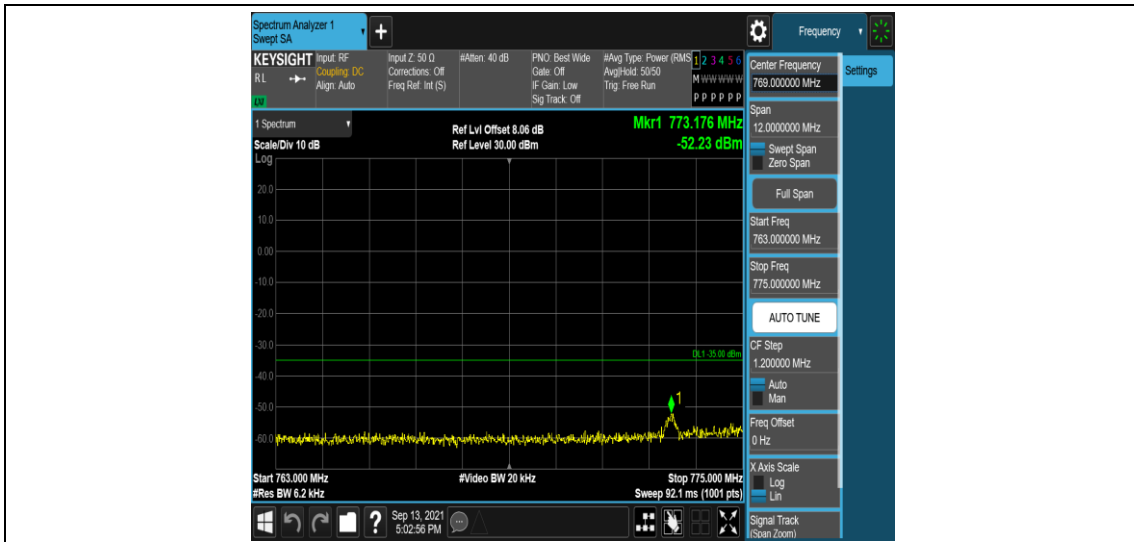 Spectrum Analyzer 1
Swept SA
Frequency
KEYSIGHT
RL
LXI
Input: RF
Coupling: DC
Align: Auto
Input Z: 50 Ω
Corrections: Off
Freq Ref: Int (S)
#Atten: 40 dB
PNO: Best Wide
Gate: Off
IF Gain: Low
Sig Track: Off
#Avg Type: Power (RMS
Avg|Hold: 50/50
Trig: Free Run
1 2 3 4 5 6
M W W W W W
P P P P P P
1 Spectrum
Scale/Div 10 dB
Log
Ref Lvl Offset 8.06 dB
Ref Level 30.00 dBm
Mkr1 773.176 MHz
-52.23 dBm
20.0
10.0
0.00
-10.0
-20.0
-30.0
DL1 -35.00 dBm
-40.0
1
-50.0
-60.0
Start 763.000 MHz
#Res BW 6.2 kHz
#Video BW 20 kHz
Stop 775.000 MHz
Sweep 92.1 ms (1001 pts)
Sep 13, 2021
5:02:56 PM
Center Frequency
769.000000 MHz
Settings
Span
12.0000000 MHz
Swept Span
Zero Span
Full Span
Start Freq
763.000000 MHz
Stop Freq
775.000000 MHz
AUTO TUNE
CF Step
1.200000 MHz
Auto
Man
Freq Offset
0 Hz
X Axis Scale
Log
Lin
Signal Track
(Span Zoom)